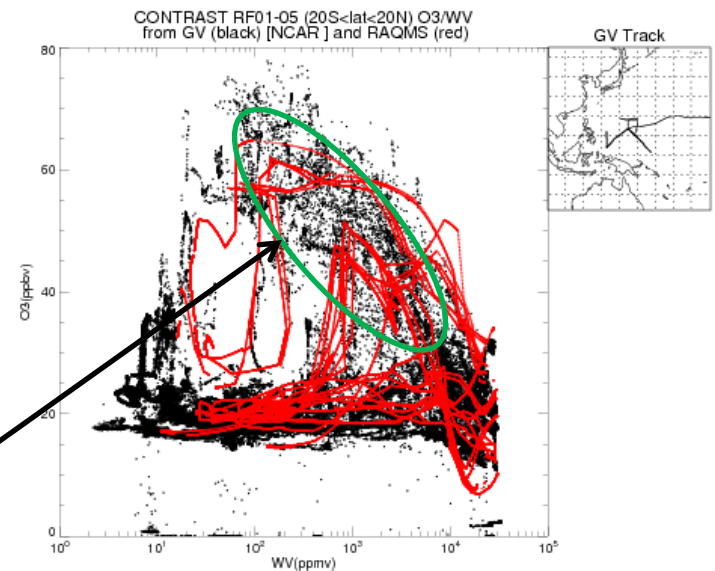 CONTRAST RF01-05 (20S<lat<20N) O3/WV
from GV (black) [NCAR ] and RAQMS (red)
GV Track
80
60
40
20
0
O3(ppbv)
10^0 10^1 10^2 10^3 10^4 10^5
WV(ppmv)